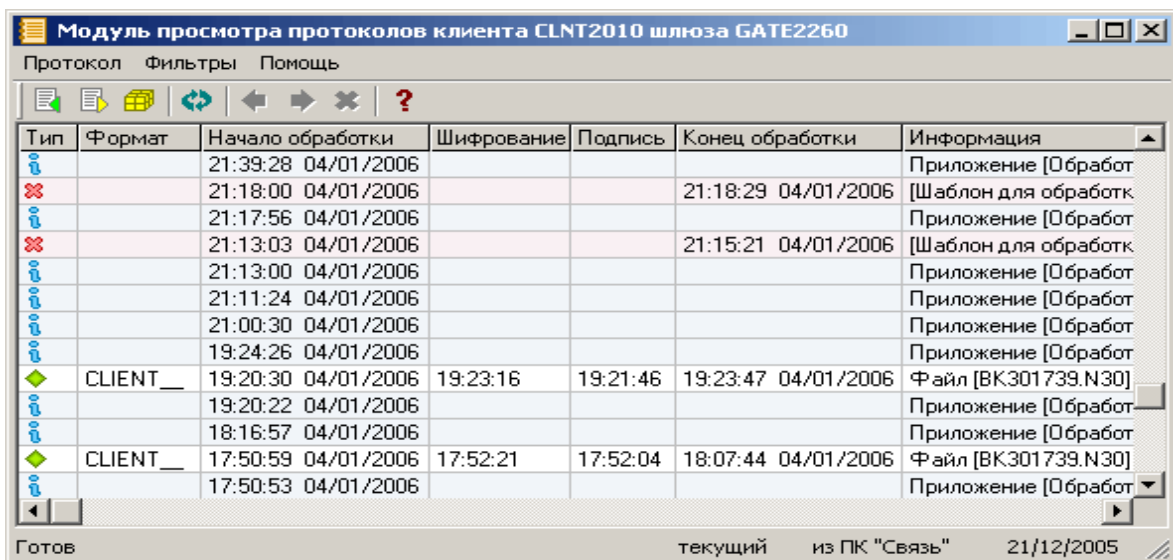 Модуль просмотра протоколов клиента CLNT2010 шлюза GATE2260
Протокол Фильтры Помощь
Тип Формат Начало обработки Шифрование Подпись Конец обработки Информация
21:39:28 04/01/2006 Приложение [Обработ
21:18:00 04/01/2006 21:18:29 04/01/2006 [Шаблон для обработк
21:17:56 04/01/2006 Приложение [Обработ
21:13:03 04/01/2006 21:15:21 04/01/2006 [Шаблон для обработк
21:13:00 04/01/2006 Приложение [Обработ
21:11:24 04/01/2006 Приложение [Обработ
21:00:30 04/01/2006 Приложение [Обработ
19:24:26 04/01/2006 Приложение [Обработ
CLIENT__ 19:20:30 04/01/2006 19:23:16 19:21:46 19:23:47 04/01/2006 Файл [BK301739.N30]
19:20:22 04/01/2006 Приложение [Обработ
18:16:57 04/01/2006 Приложение [Обработ
CLIENT__ 17:50:59 04/01/2006 17:52:21 17:52:04 18:07:44 04/01/2006 Файл [BK301739.N30]
17:50:53 04/01/2006 Приложение [Обработ
Готов текущий из ПК "Связь" 21/12/2005